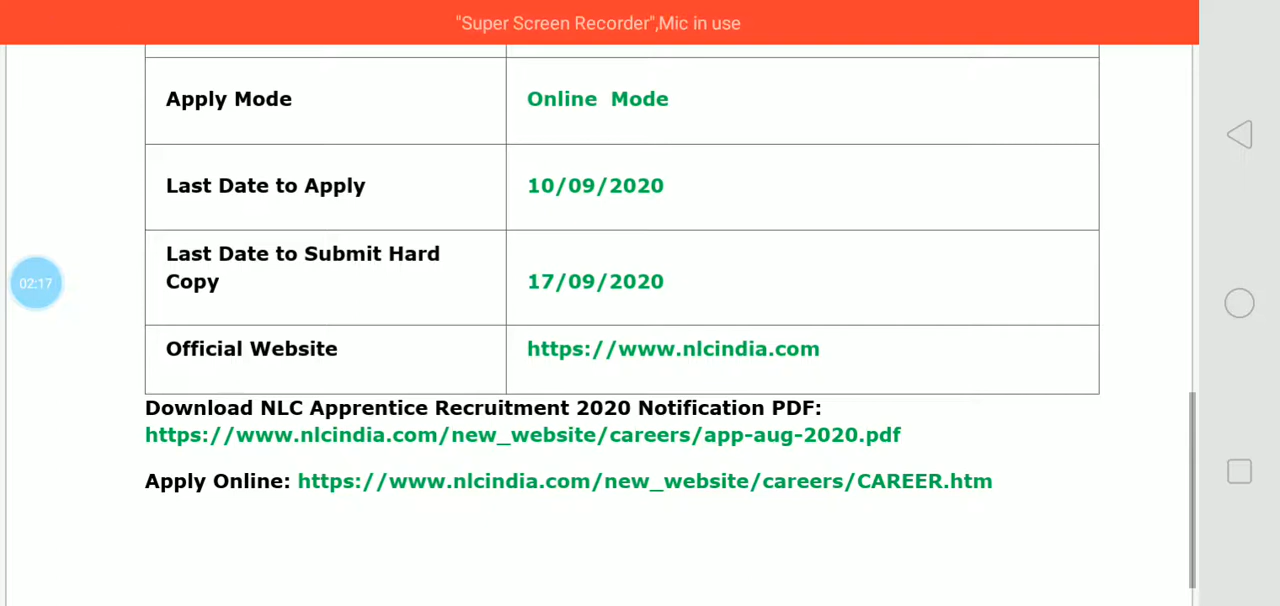 "Super Screen Recorder",Mic in use
Apply Mode
Online Mode
Last Date to Apply
10/09/2020
Last Date to Submit Hard
Copy
17/09/2020
02:17
Official Website
https://www.nlcindia.com
Download NLC Apprentice Recruitment 2020 Notification PDF:
https://www.nlcindia.com/new_website/careers/app-aug-2020.pdf
Apply Online: https://www.nlcindia.com/new_website/careers/CAREER.htm